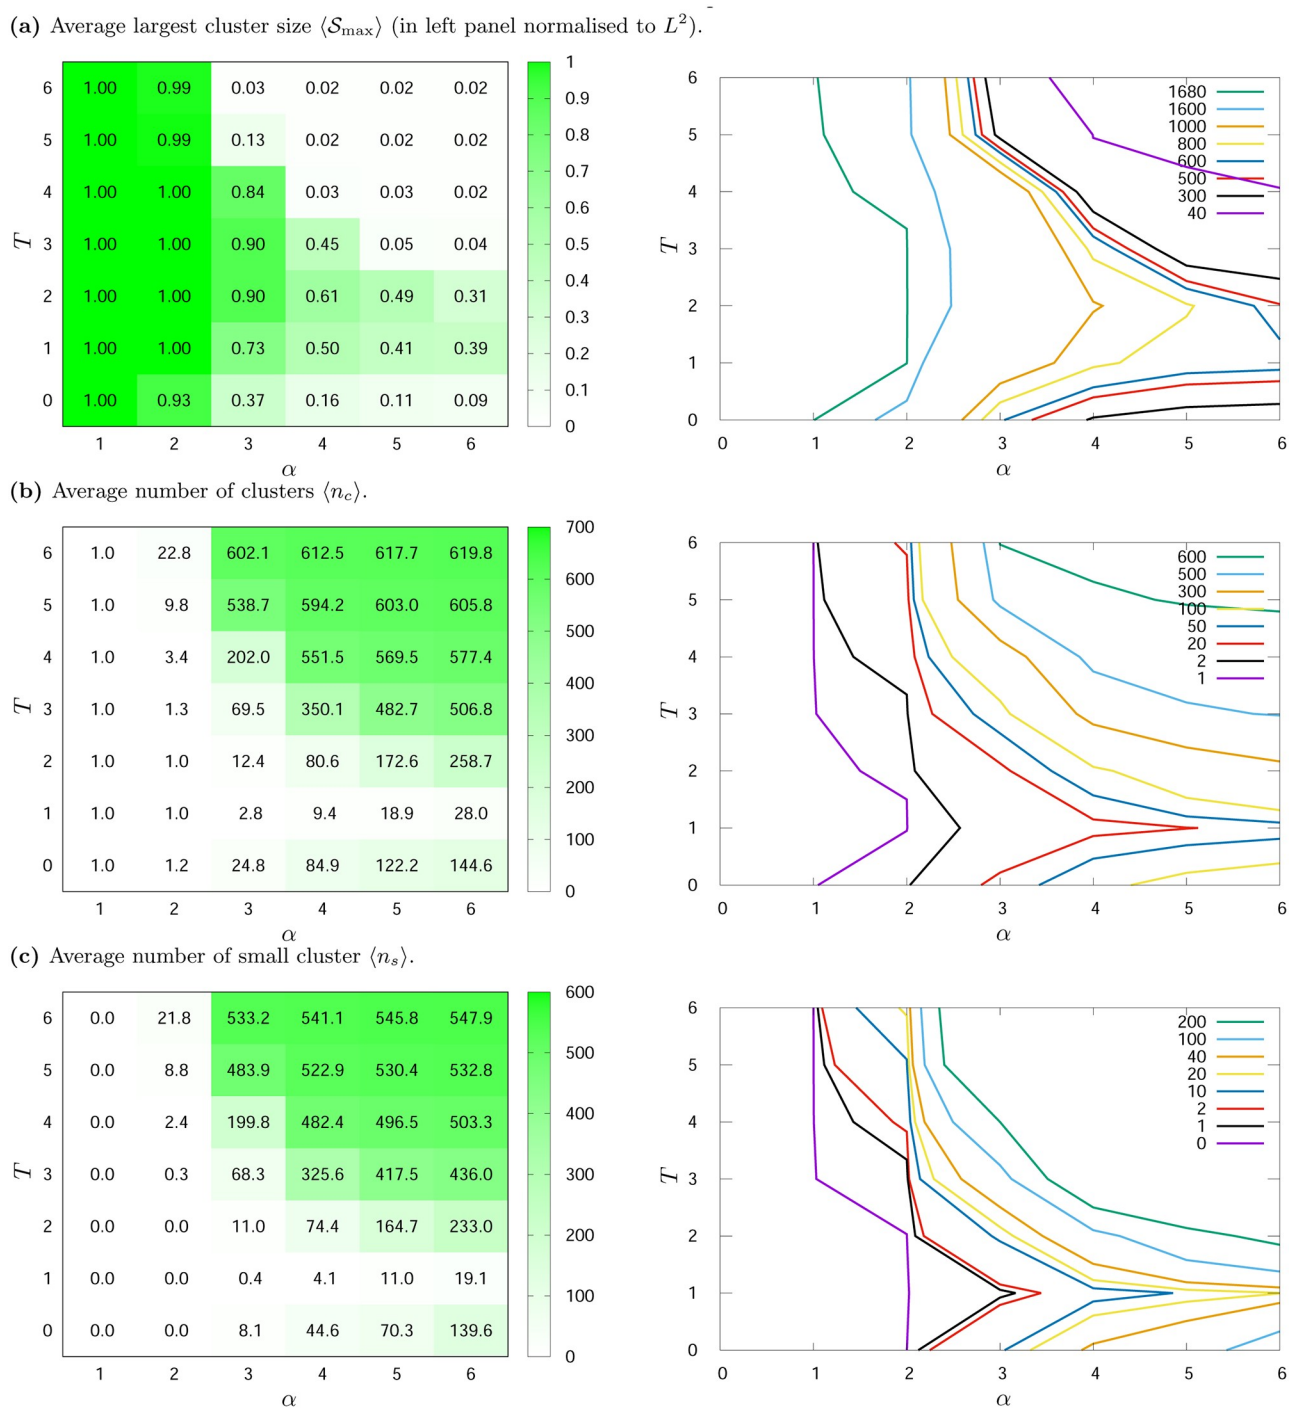 (a) Average largest cluster size ⟨𝒮max⟩ (in left panel normalised to L²).
6 1.00 0.99 0.03 0.02 0.02 0.02
5 1.00 0.99 0.13 0.02 0.02 0.02
4 1.00 1.00 0.84 0.03 0.03 0.02
T 3 1.00 1.00 0.90 0.45 0.05 0.04
2 1.00 1.00 0.90 0.61 0.49 0.31
1 1.00 1.00 0.73 0.50 0.41 0.39
0 1.00 0.93 0.37 0.16 0.11 0.09
1 2 3 4 5 6
α
1
0.9
0.8
0.7
0.6
0.5
0.4
0.3
0.2
0.1
0
6
5
4
T 3
2
1
0
0 1 2 3 4 5 6
α
1680
1600
1000
800
600
500
300
40
(b) Average number of clusters ⟨nc⟩.
6 1.0 22.8 602.1 612.5 617.7 619.8
5 1.0 9.8 538.7 594.2 603.0 605.8
4 1.0 3.4 202.0 551.5 569.5 577.4
T 3 1.0 1.3 69.5 350.1 482.7 506.8
2 1.0 1.0 12.4 80.6 172.6 258.7
1 1.0 1.0 2.8 9.4 18.9 28.0
0 1.0 1.2 24.8 84.9 122.2 144.6
1 2 3 4 5 6
α
700
600
500
400
300
200
100
0
6
5
4
T 3
2
1
0
0 1 2 3 4 5 6
α
600
500
300
100
50
20
2
1
(c) Average number of small cluster ⟨ns⟩.
6 0.0 21.8 533.2 541.1 545.8 547.9
5 0.0 8.8 483.9 522.9 530.4 532.8
4 0.0 2.4 199.8 482.4 496.5 503.3
T 3 0.0 0.3 68.3 325.6 417.5 436.0
2 0.0 0.0 11.0 74.4 164.7 233.0
1 0.0 0.0 0.4 4.1 11.0 19.1
0 0.0 0.0 8.1 44.6 70.3 139.6
1 2 3 4 5 6
α
600
500
400
300
200
100
0
6
5
4
T 3
2
1
0
0 1 2 3 4 5 6
α
200
100
40
20
10
2
1
0